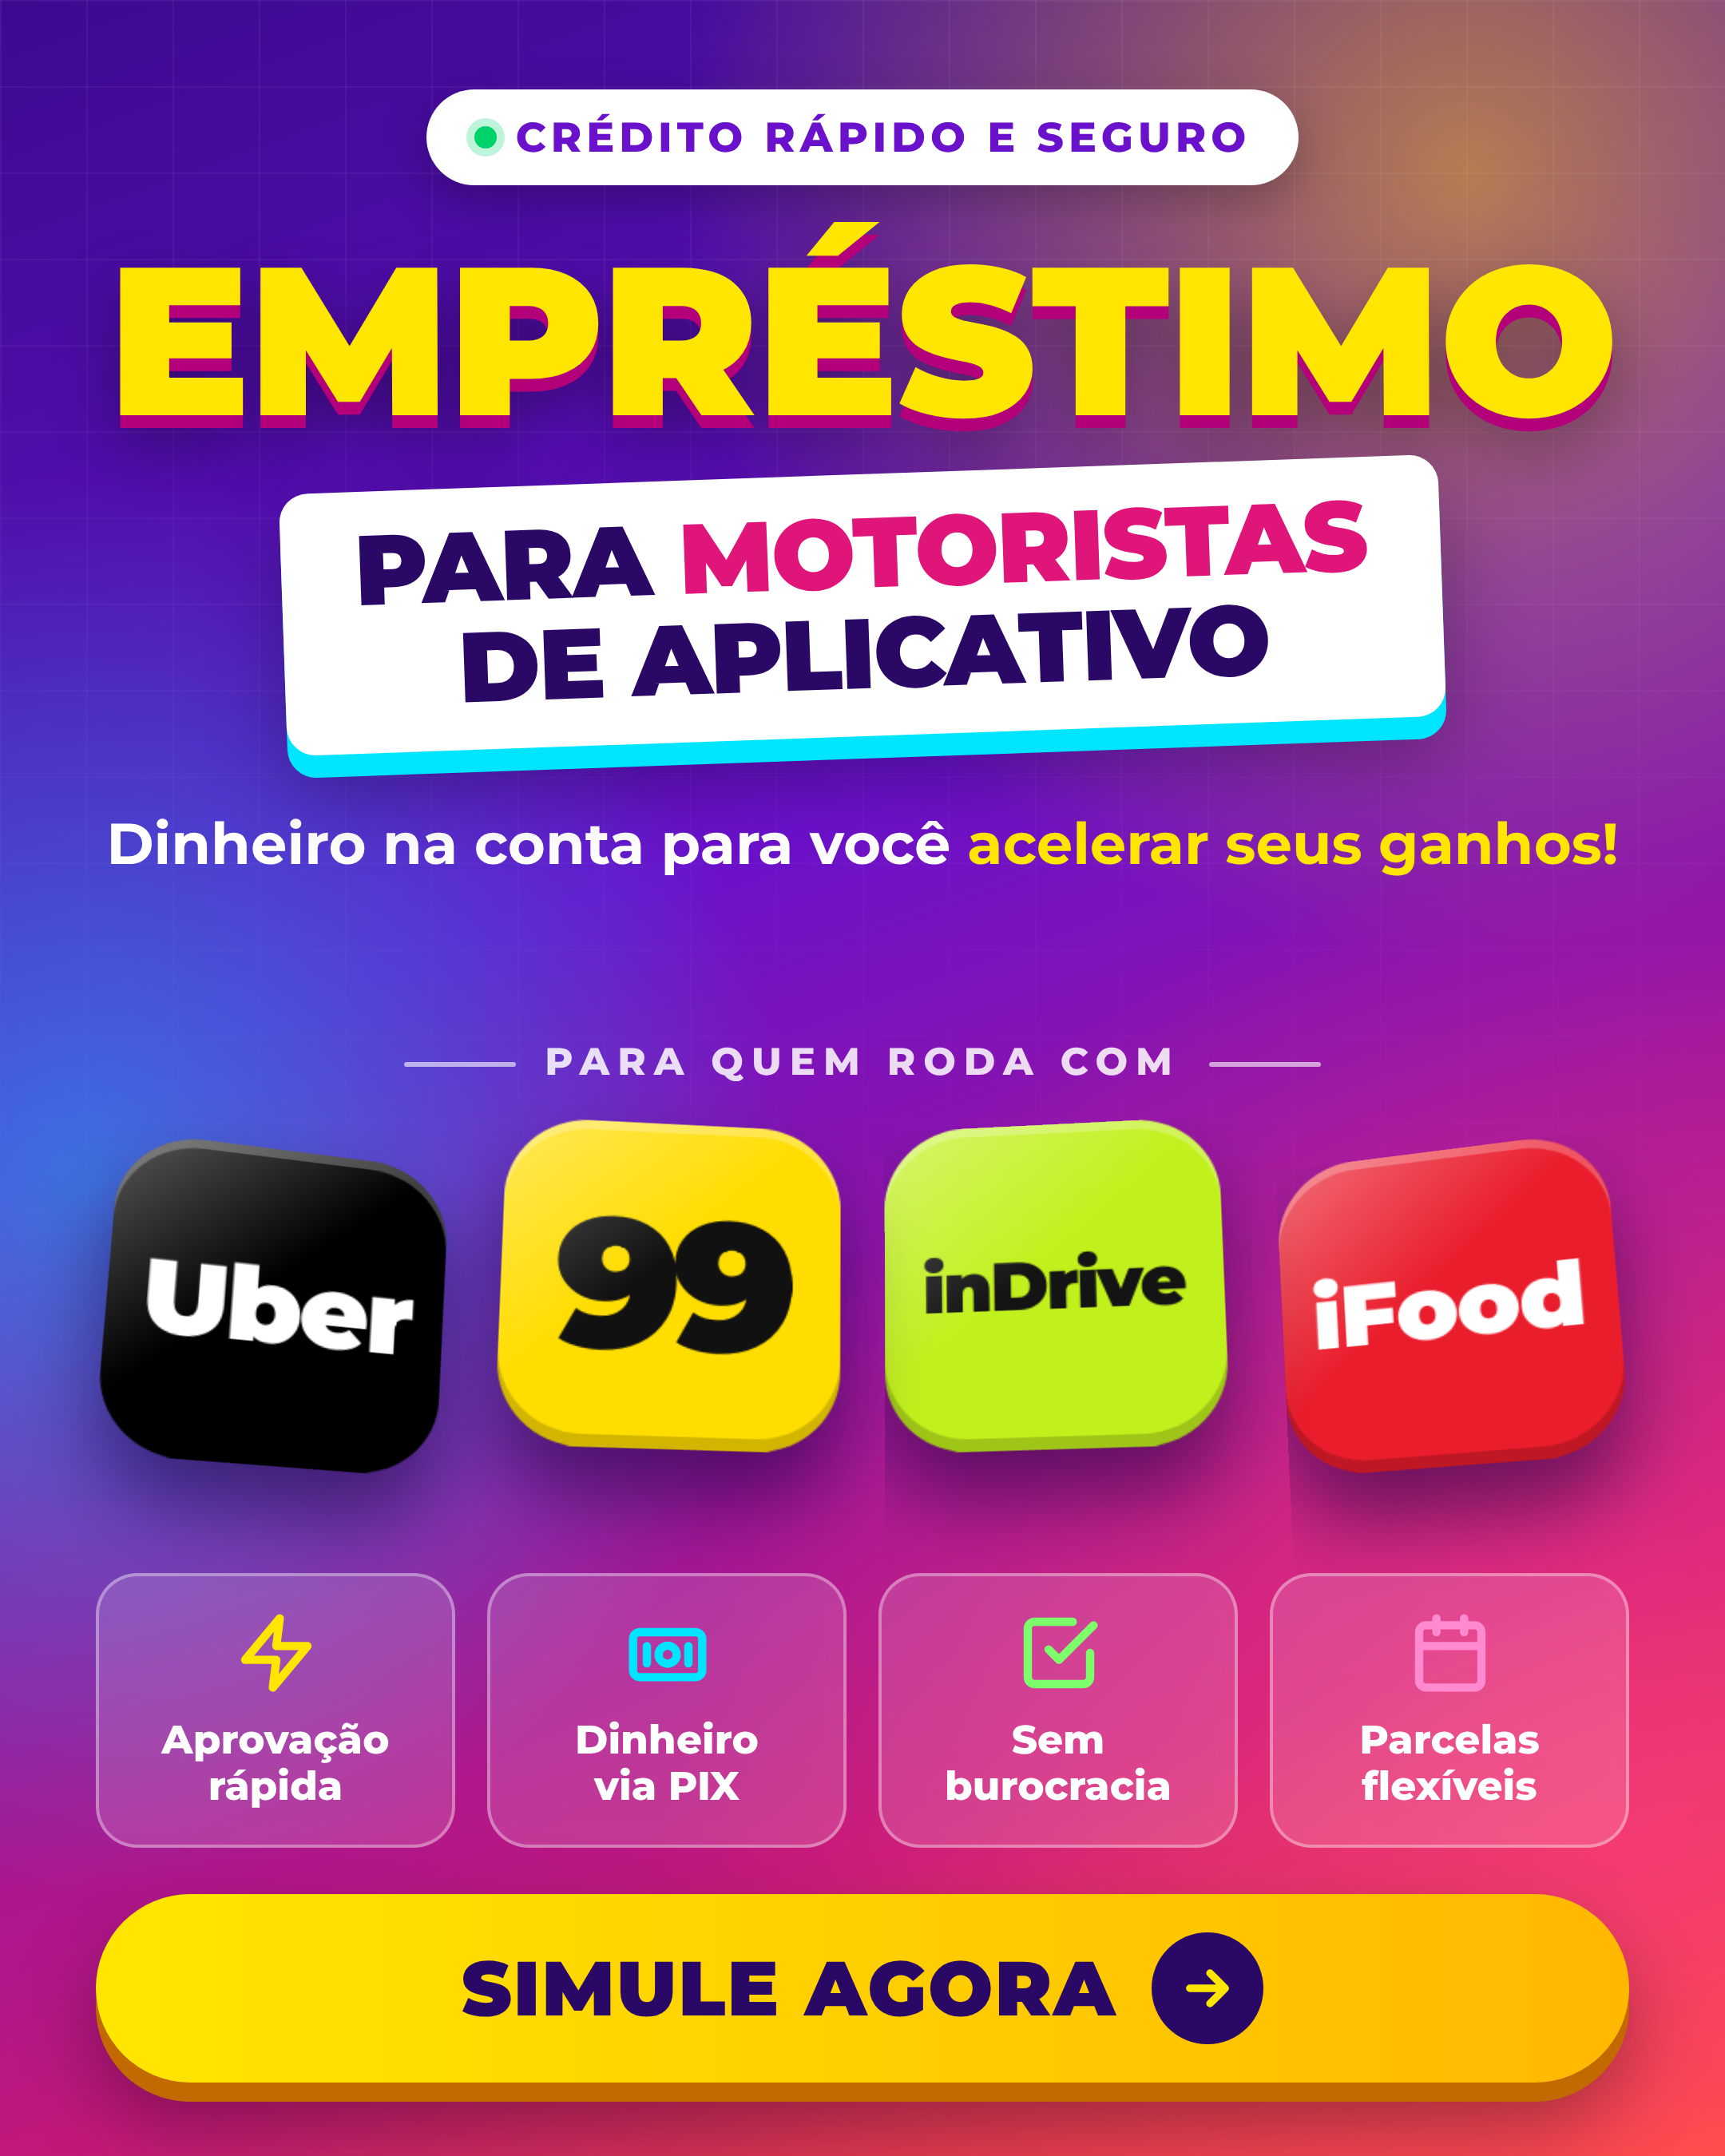 CRÉDITO RÁPIDO E SEGURO
EMPRÉSTIMO
PARA MOTORISTAS
DE APLICATIVO
Dinheiro na conta para você acelerar seus ganhos!
PARA QUEM RODA COM
Uber
99
inDrive
iFood
Aprovação
rápida
Dinheiro
via PIX
Sem
burocracia
Parcelas
flexíveis
SIMULE AGORA